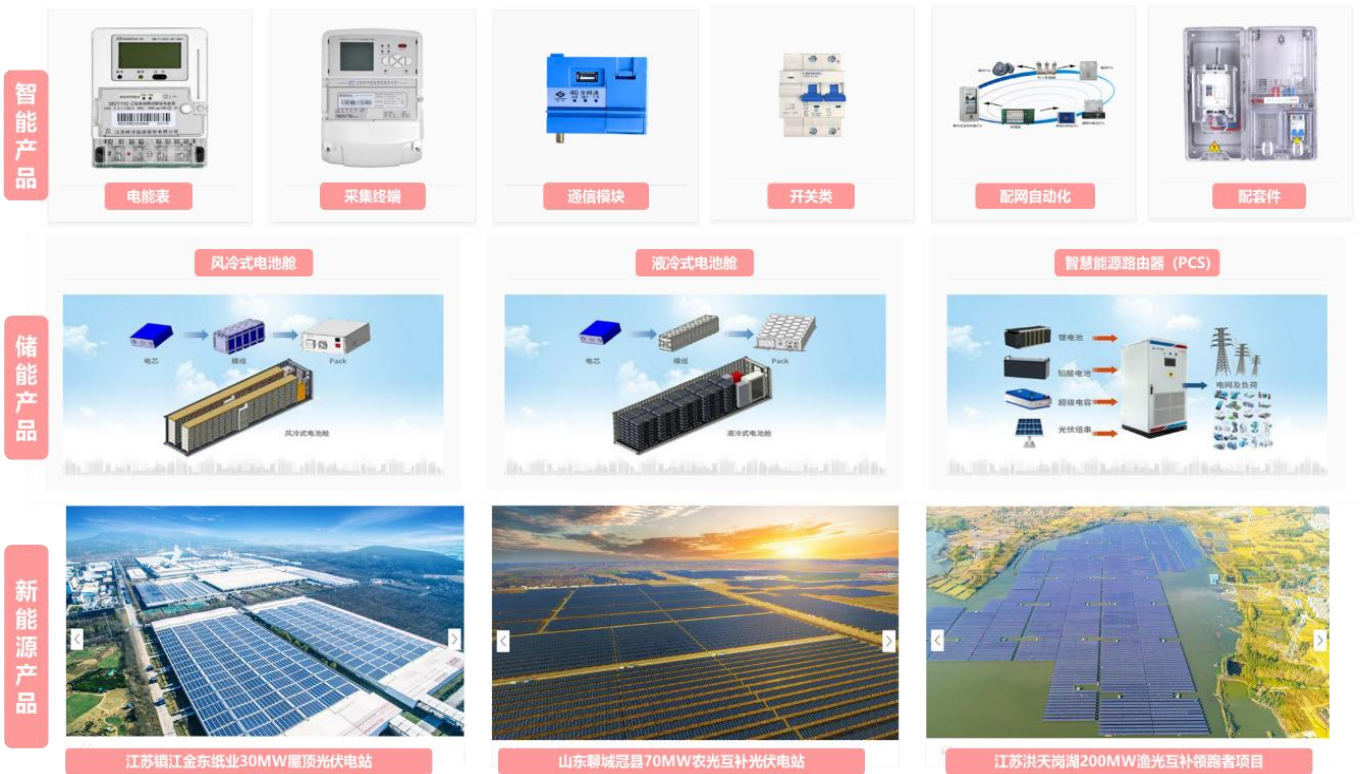 智能产品
电能表
采集终端
4G全网通
通信模块
开关类
配网自动化
配套件
储能产品
风冷式电池舱
电芯
模组
Pack
风冷式电池舱
液冷式电池舱
电芯
模组
Pack
液冷式电池舱
智慧能源路由器 (PCS)
锂电池
铅酸电池
超级电容
光伏组串
电网及负荷
新能源产品
江苏镇江金东纸业30MW屋顶光伏电站
山东聊城冠县70MW农光互补光伏电站
江苏洪天岗湖200MW渔光互补领跑者项目